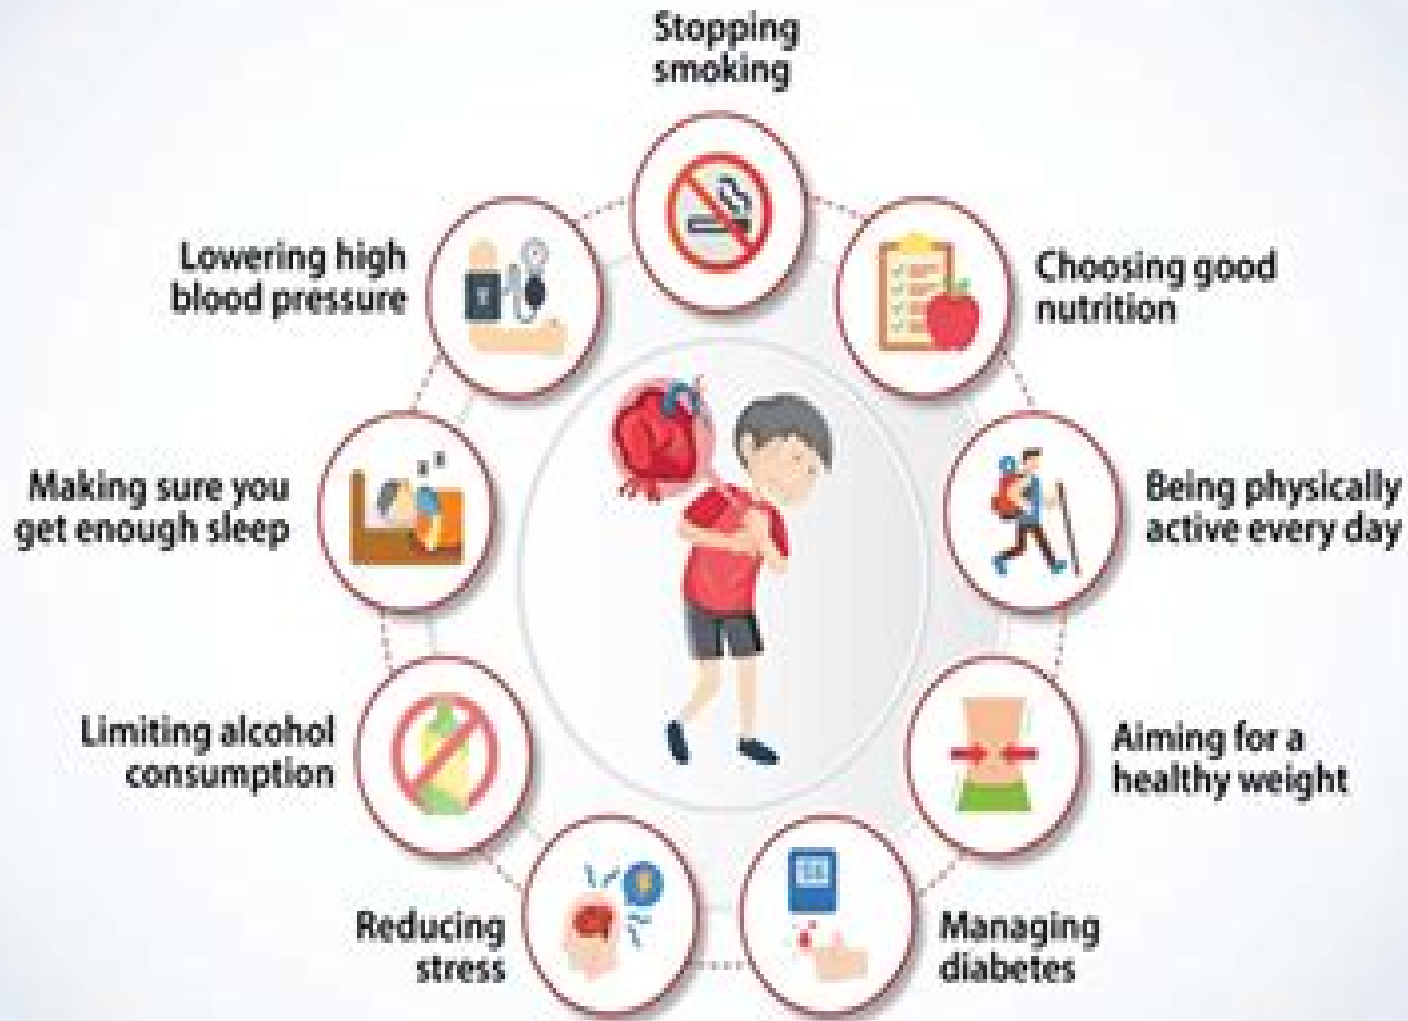 Stopping
smoking
Choosing good
nutrition
Being physically
active every day
Aiming for a
healthy weight
Managing
diabetes
Reducing
stress
Limiting alcohol
consumption
Making sure you
get enough sleep
Lowering high
blood pressure